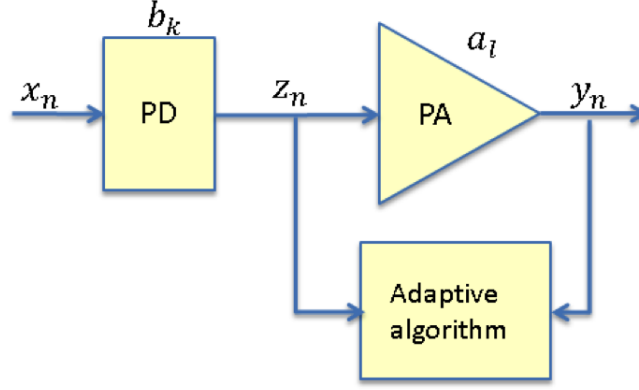 b_k
a_l
x_n
PD
z_n
PA
y_n
Adaptive
algorithm